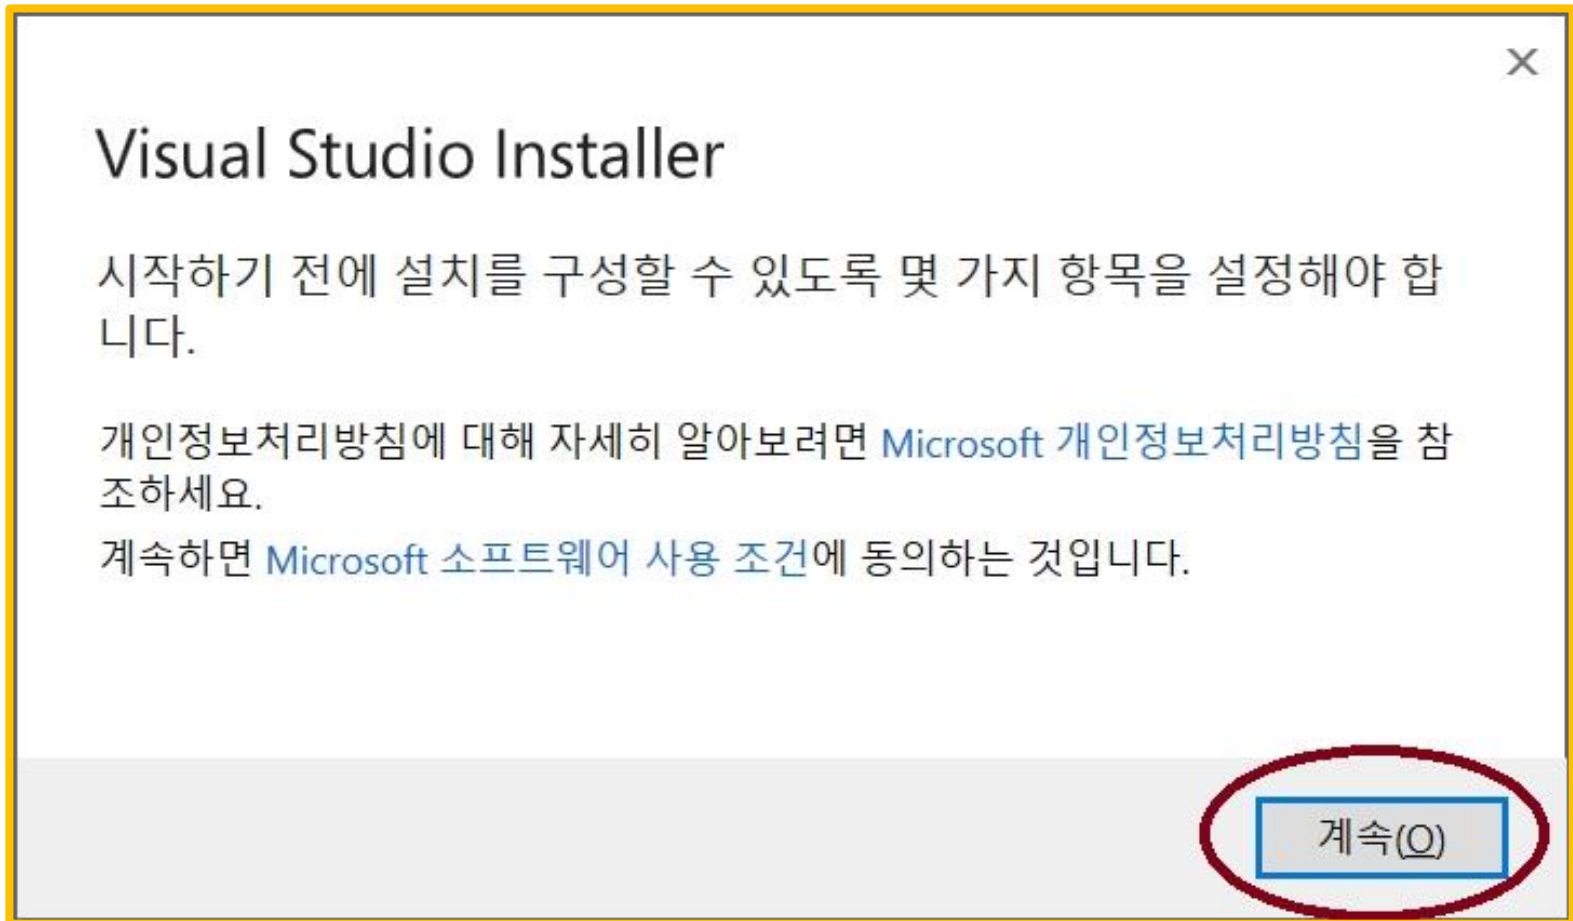 Visual Studio Installer
시작하기 전에 설치를 구성할 수 있도록 몇 가지 항목을 설정해야 합
니다.
개인정보처리방침에 대해 자세히 알아보려면 Microsoft 개인정보처리방침을 참
조하세요.
계속하면 Microsoft 소프트웨어 사용 조건에 동의하는 것입니다.
계속(O)